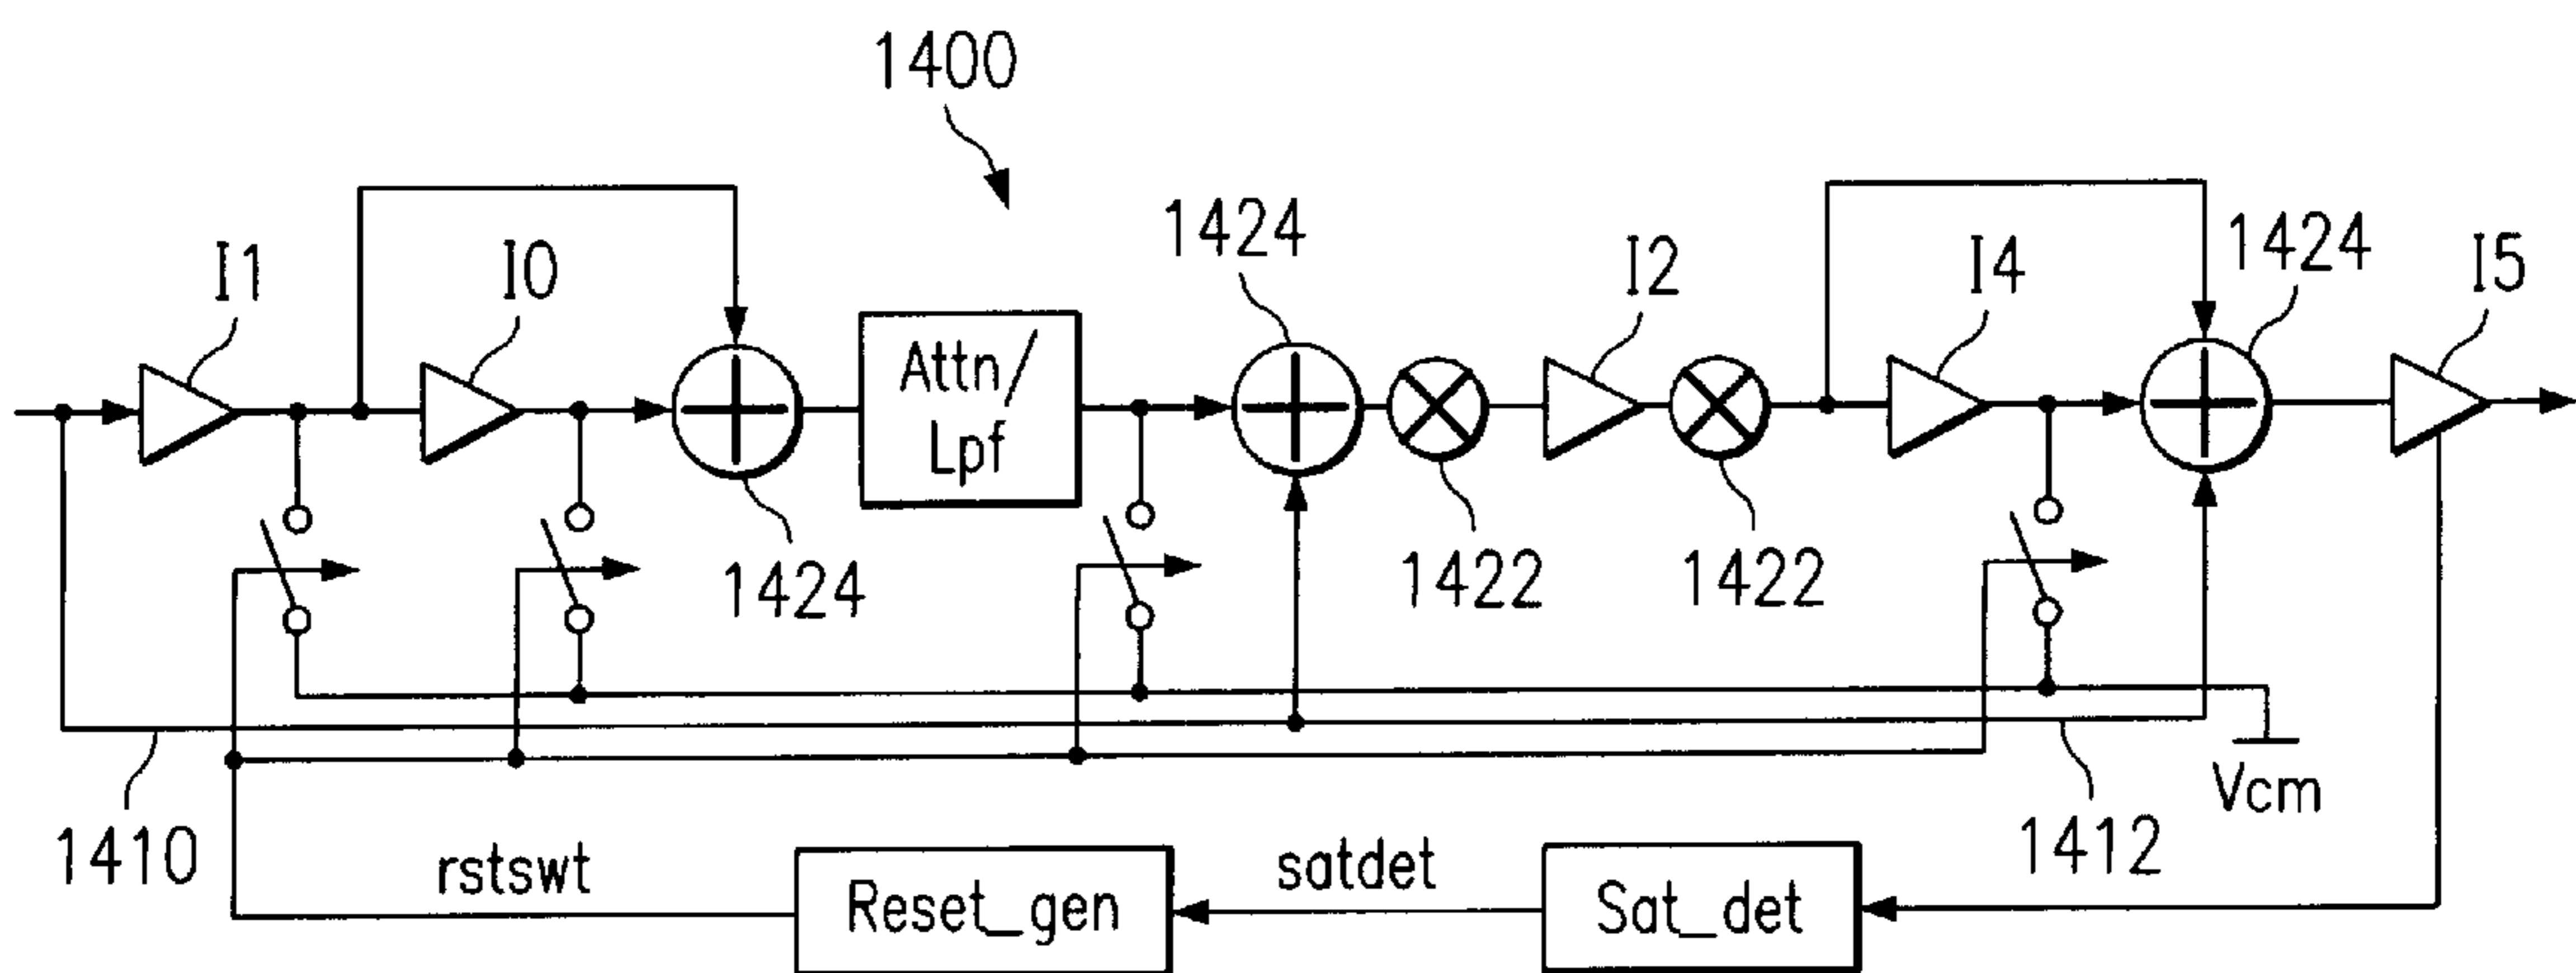 1400
I1
I0
1424
I2
I4
1424
I5
Attn/
Lpf
1424
1422
1422
Vcm
1410
1412
rstswt
Reset_gen
satdet
Sat_det